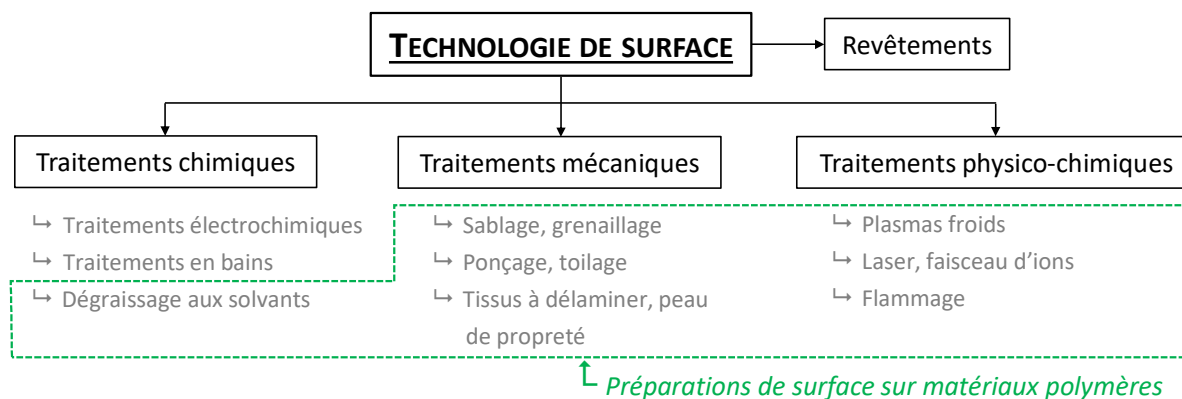 TECHNOLOGIE DE SURFACE
Revêtements
Traitements chimiques
Traitements mécaniques
Traitements physico-chimiques
Traitements électrochimiques
Traitements en bains
Dégraissage aux solvants
Sablage, grenaillage
Ponçage, toilage
Tissus à délaminer, peau
de propreté
Plasmas froids
Laser, faisceau d'ions
Flammage
Préparations de surface sur matériaux polymères